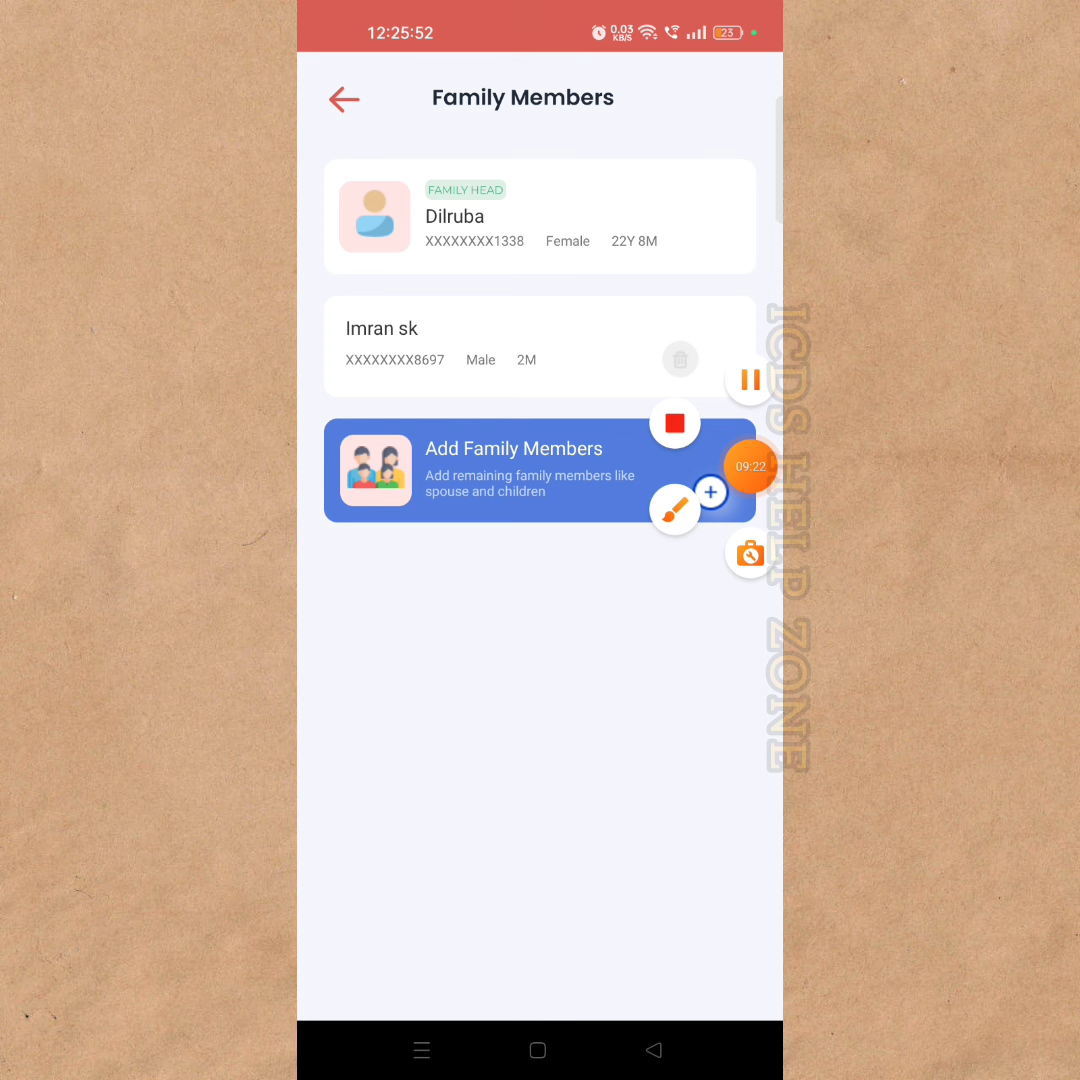 12:25:52
0.03
KB/S
23
Family Members
FAMILY HEAD
Dilruba
XXXXXXXX1338 Female 22Y 8M
Imran sk
XXXXXXXX8697 Male 2M
Add Family Members
Add remaining family members like
spouse and children
09:22
ICDS HELP ZONE